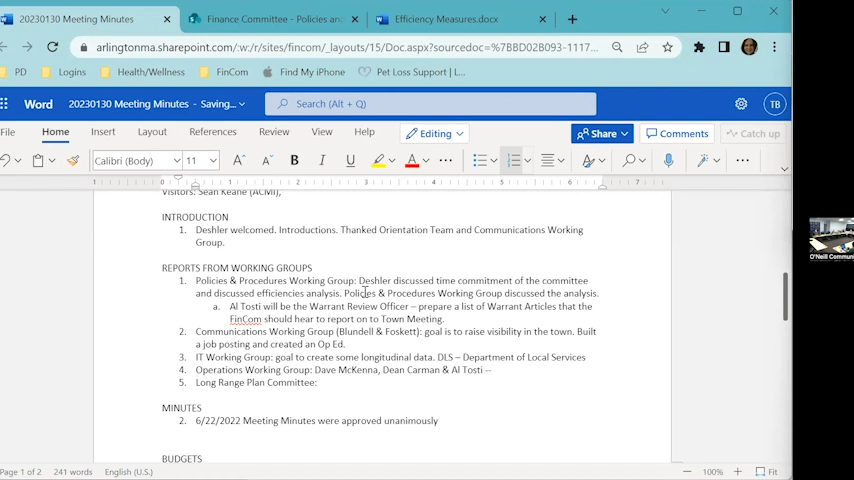 20230130 Meeting Minutes
Finance Committee - Policies and
Efficiency Measures.docx
arlingtonma.sharepoint.com/:w:/r/sites/fincom/_layouts/15/Doc.aspx?sourcedoc=%7BBD02B093-1117...
PD
Logins
Health/Wellness
FinCom
Find My iPhone
Pet Loss Support | L...
Word
20230130 Meeting Minutes - Saving...
Search (Alt + Q)
TB
File
Home
Insert
Layout
References
Review
View
Help
Editing
Share
Comments
Catch up
Calibri (Body)
11
Visitors: Sean Keane (ACMI),
INTRODUCTION
1. Deshler welcomed. Introductions. Thanked Orientation Team and Communications Working
Group.
REPORTS FROM WORKING GROUPS
1. Policies & Procedures Working Group: Deshler discussed time commitment of the committee
and discussed efficiencies analysis. Policies & Procedures Working Group discussed the analysis.
a. Al Tosti will be the Warrant Review Officer – prepare a list of Warrant Articles that the
FinCom should hear to report on to Town Meeting.
2. Communications Working Group (Blundell & Foskett): goal is to raise visibility in the town. Built
a job posting and created an Op Ed.
3. IT Working Group: goal to create some longitudinal data. DLS – Department of Local Services
4. Operations Working Group: Dave McKenna, Dean Carman & Al Tosti --
5. Long Range Plan Committee:
MINUTES
2. 6/22/2022 Meeting Minutes were approved unanimously
BUDGETS
Page 1 of 2
241 words
English (U.S.)
100%
Fit
O'Neill Communi